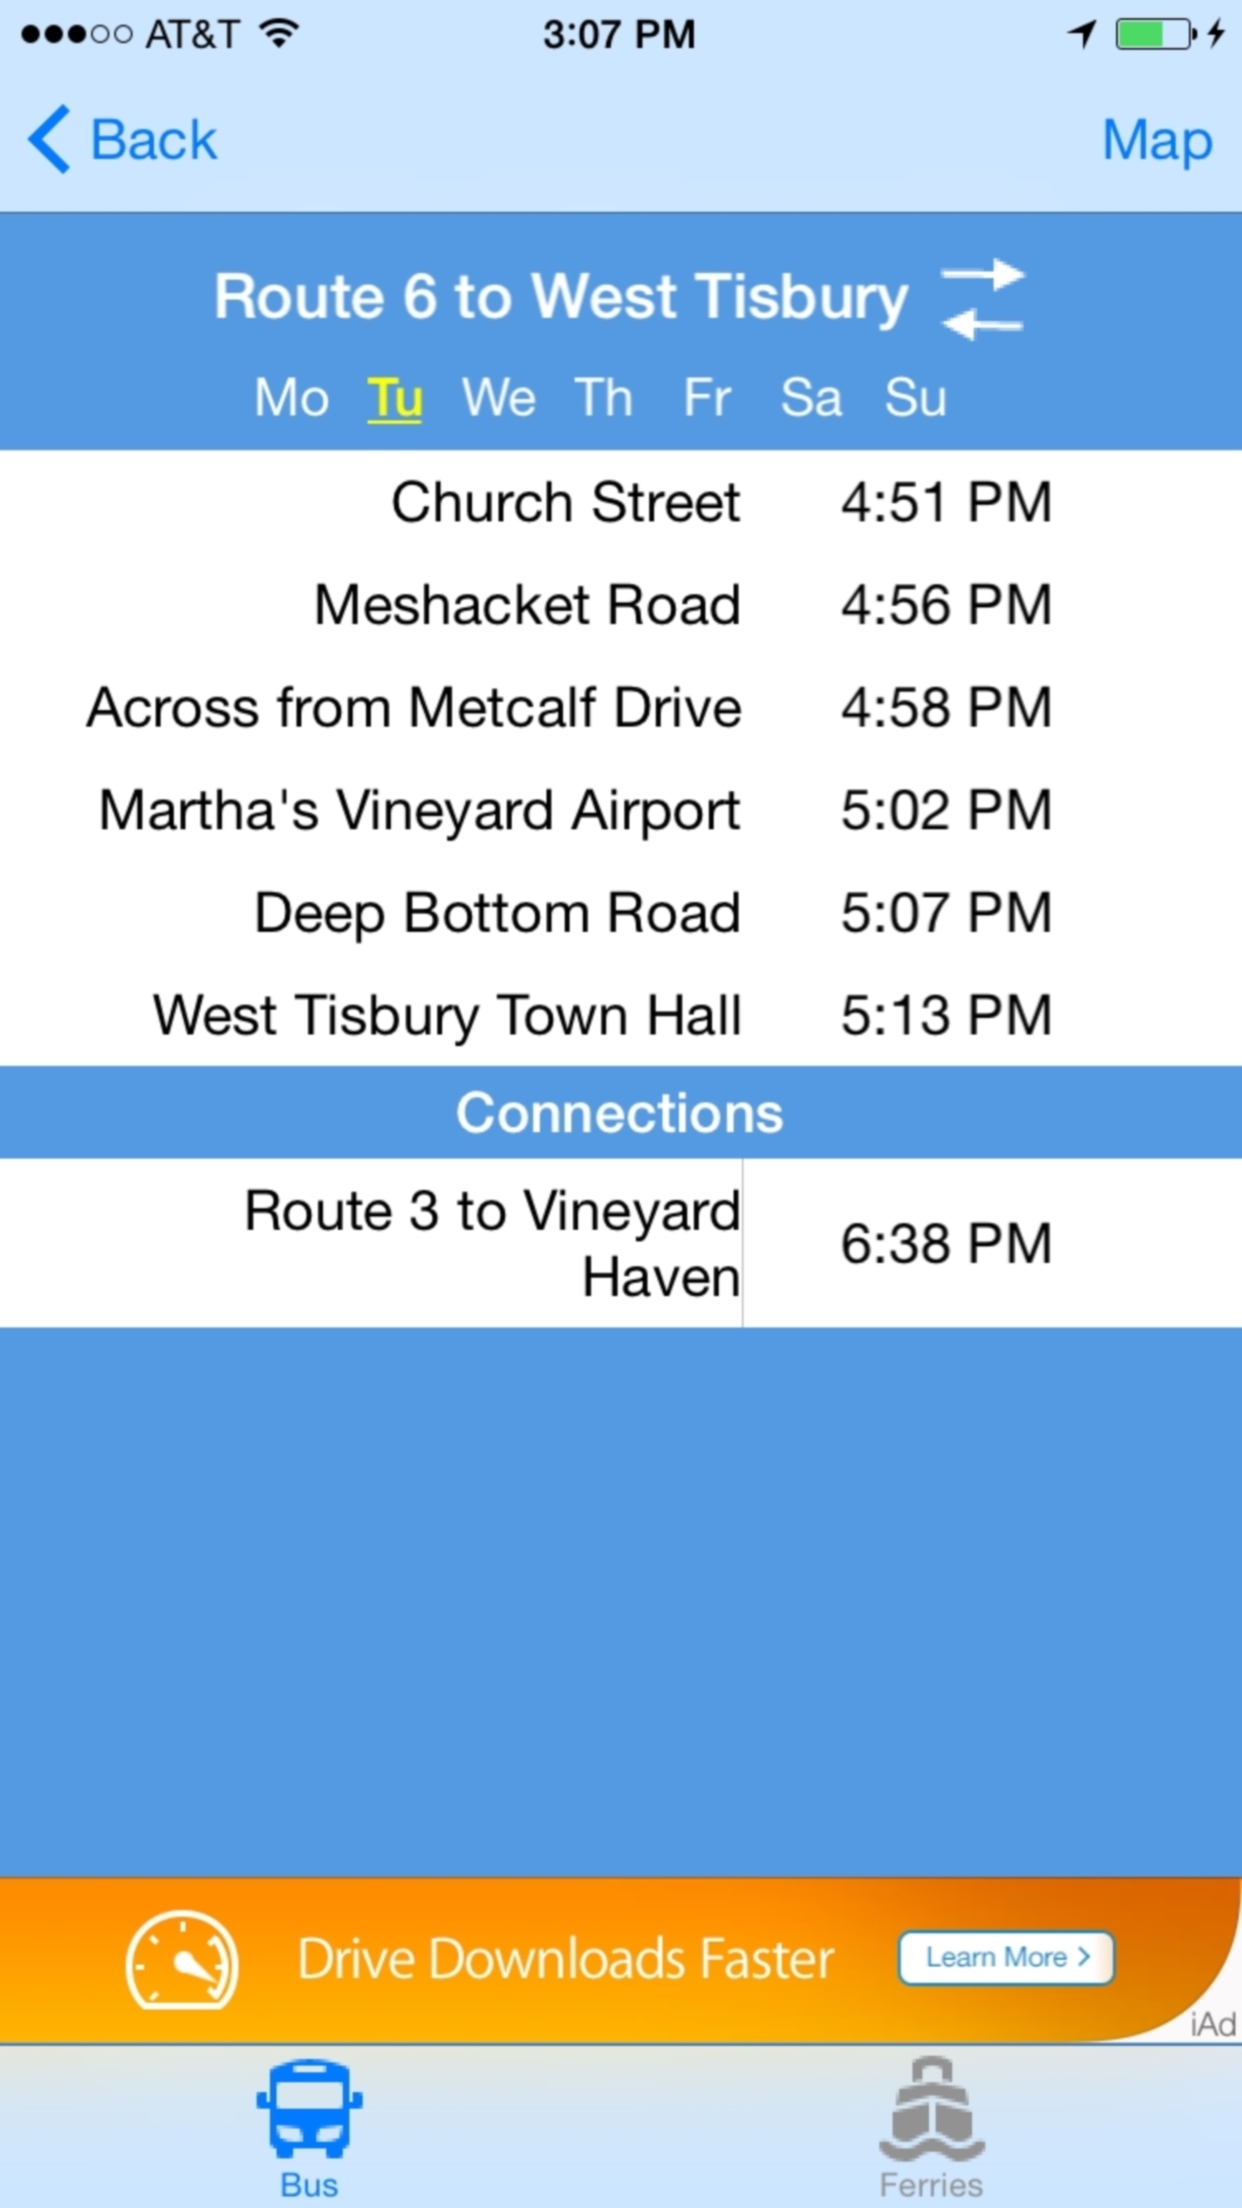 AT&T 3:07 PM
Back Map
Route 6 to West Tisbury
Mo Tu We Th Fr Sa Su
Church Street 4:51 PM
Meshacket Road 4:56 PM
Across from Metcalf Drive 4:58 PM
Martha's Vineyard Airport 5:02 PM
Deep Bottom Road 5:07 PM
West Tisbury Town Hall 5:13 PM
Connections
Route 3 to Vineyard
Haven 6:38 PM
Drive Downloads Faster Learn More >
iAd
Bus Ferries